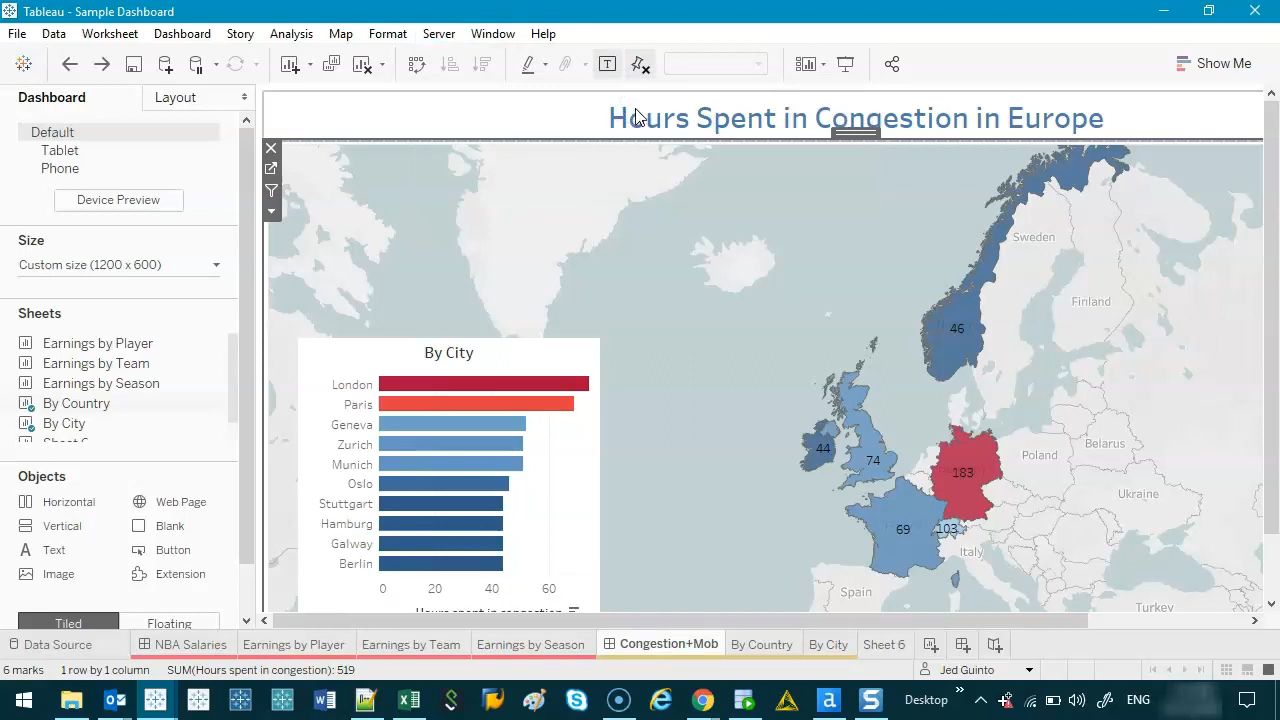 Tableau - Sample Dashboard
File Data Worksheet Dashboard Story Analysis Map Format Server Window Help
Show Me
Dashboard Layout
Default
Tablet
Phone
Device Preview
Size
Custom size (1200 x 600)
Sheets
Earnings by Player
Earnings by Team
Earnings by Season
By Country
By City
Objects
Horizontal Web Page
Vertical Blank
Text Button
Image Extension
Tiled Floating
Hours Spent in Congestion in Europe
Sweden
Finland
46
44
74
183
69
103
Poland
Belarus
Ukraine
Italy
Spain
Turkey
By City
London
Paris
Geneva
Zurich
Munich
Oslo
Stuttgart
Hamburg
Galway
Berlin
0 20 40 60
Hours spent in congestion
Data Source NBA Salaries Earnings by Player Earnings by Team Earnings by Season Congestion+Mob By Country By City Sheet 6
6 marks 1 row by 1 column SUM(Hours spent in congestion): 519 Jed Guinto
Desktop ENG